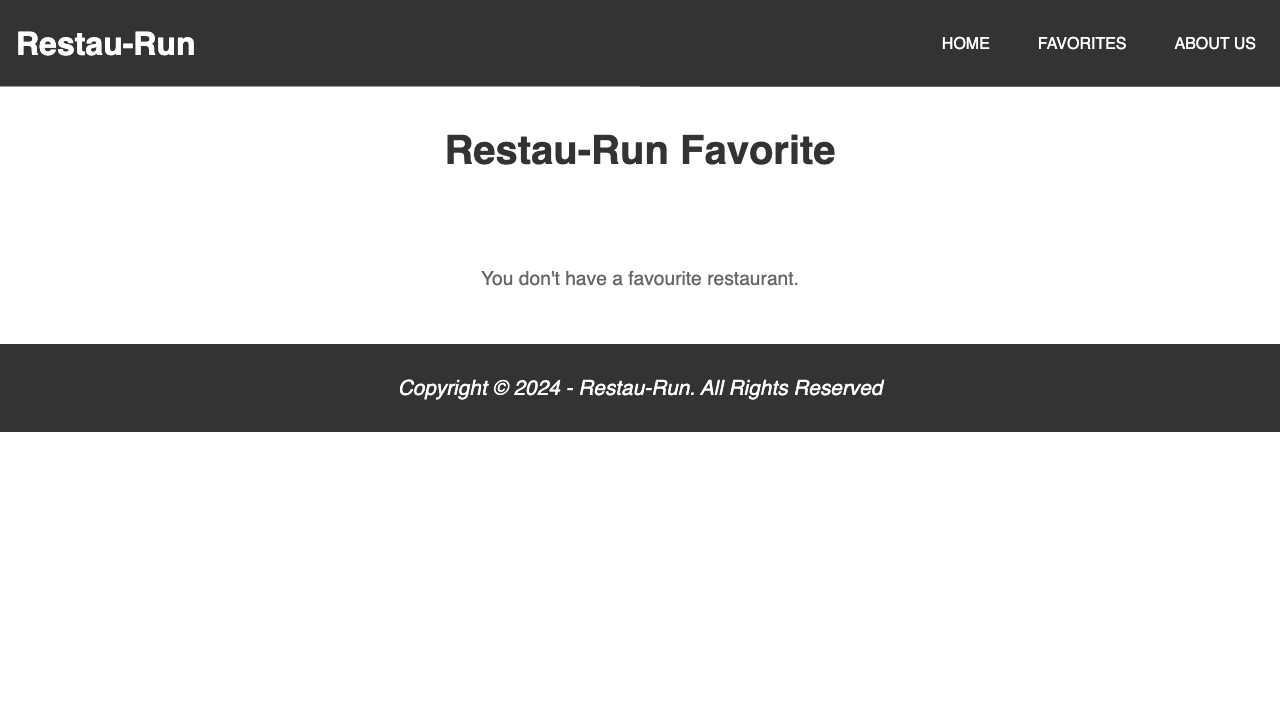 Restau-Run
HOME FAVORITES ABOUT US
Restau-Run Favorite
You don't have a favourite restaurant.
Copyright © 2024 - Restau-Run. All Rights Reserved